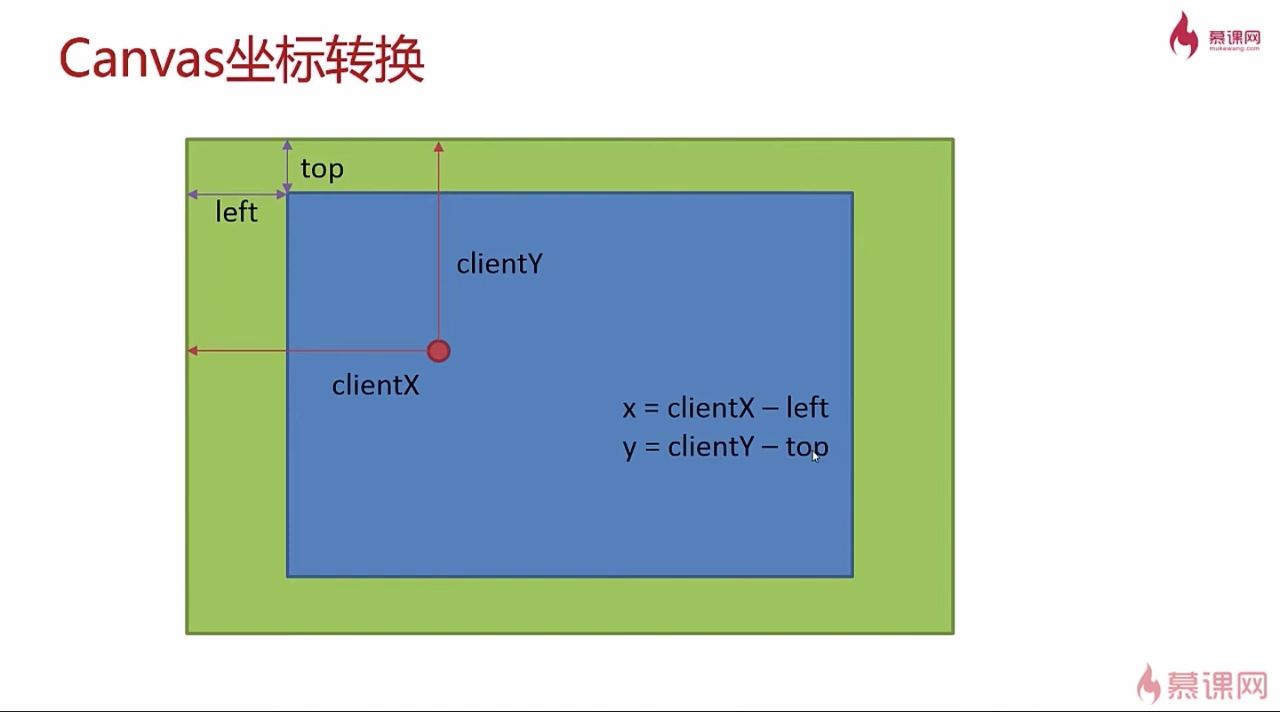 Canvas坐标转换
慕课网
mukewang.com
top
left
clientY
clientX
x = clientX – left
y = clientY – top
慕课网